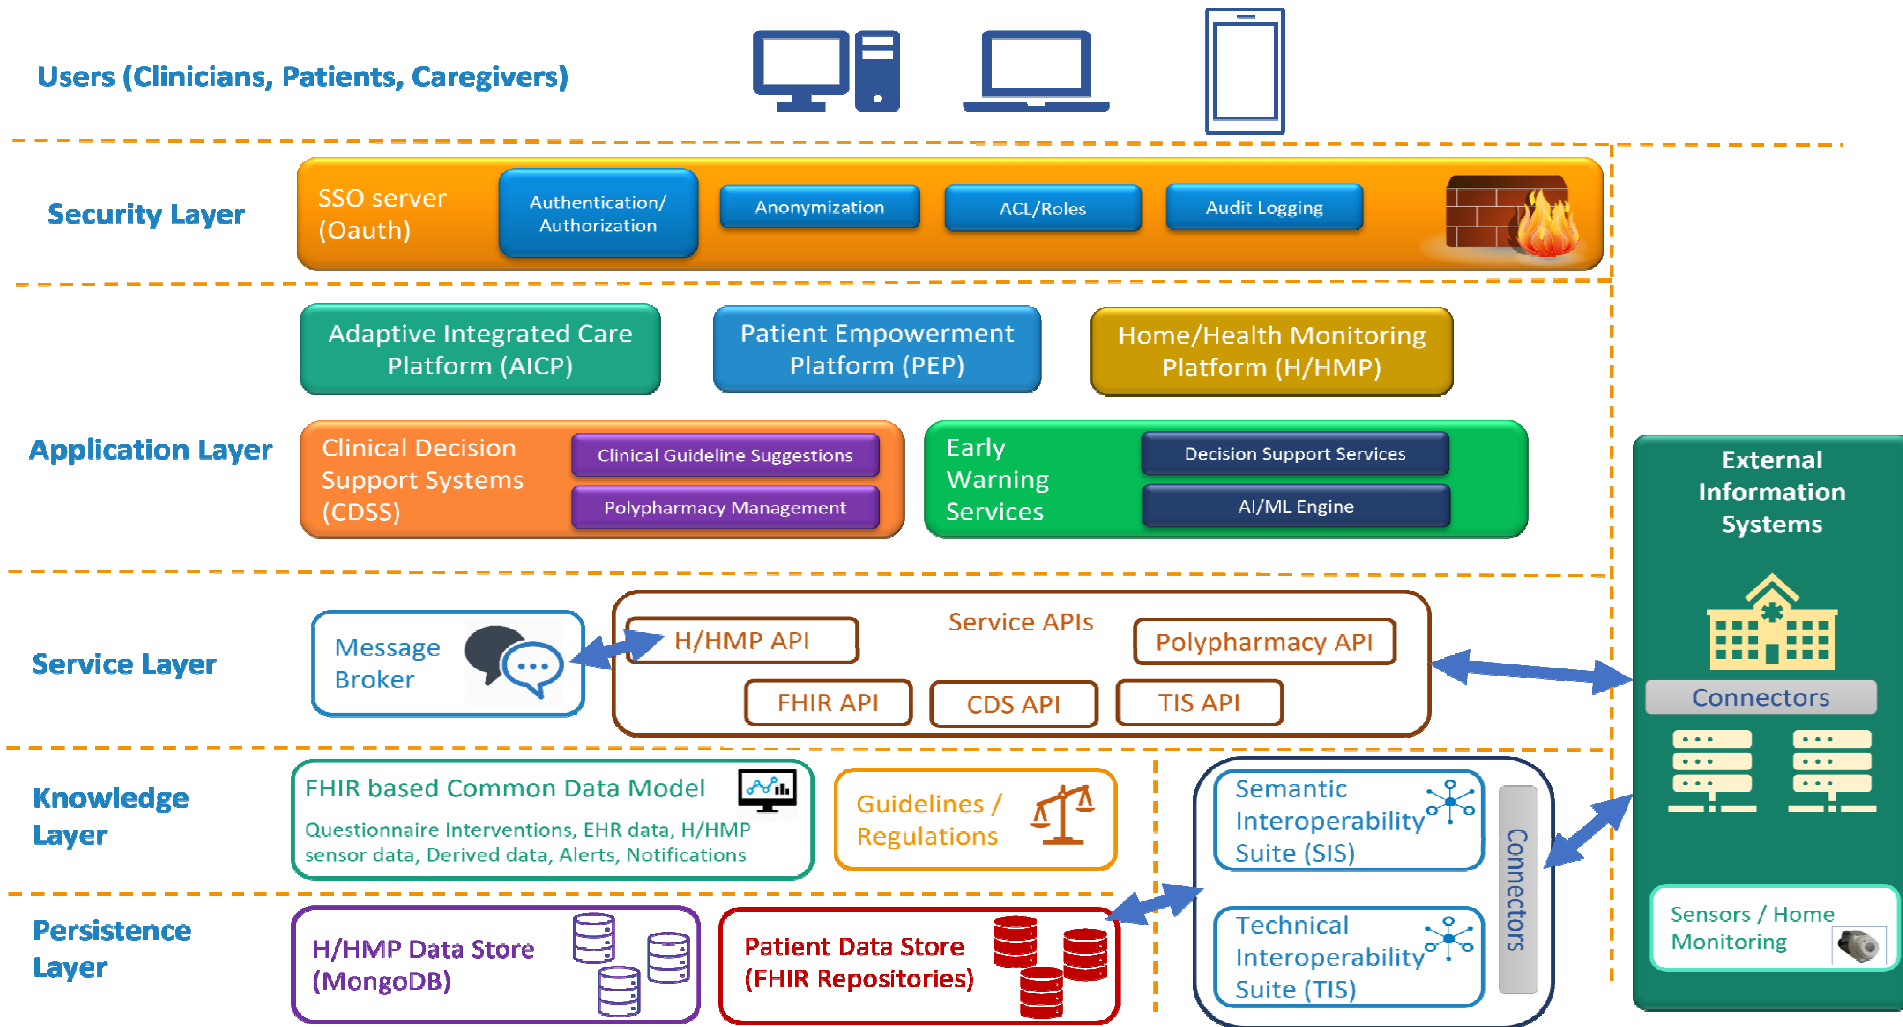 Users (Clinicians, Patients, Caregivers)
Security Layer
SSO server
(Oauth)
Authentication/
Authorization
Anonymization
ACL/Roles
Audit Logging
Adaptive Integrated Care
Platform (AICP)
Patient Empowerment
Platform (PEP)
Home/Health Monitoring
Platform (H/HMP)
Application Layer
Clinical Decision
Support Systems
(CDSS)
Clinical Guideline Suggestions
Polypharmacy Management
Early
Warning
Services
Decision Support Services
AI/ML Engine
External
Information
Systems
Connectors
Sensors / Home
Monitoring
Service Layer
Message
Broker
Service APIs
H/HMP API
Polypharmacy API
FHIR API
CDS API
TIS API
Knowledge
Layer
FHIR based Common Data Model
Questionnaire Interventions, EHR data, H/HMP
sensor data, Derived data, Alerts, Notifications
Guidelines /
Regulations
Semantic
Interoperability
Suite (SIS)
Connectors
Technical
Interoperability
Suite (TIS)
Persistence
Layer
H/HMP Data Store
(MongoDB)
Patient Data Store
(FHIR Repositories)